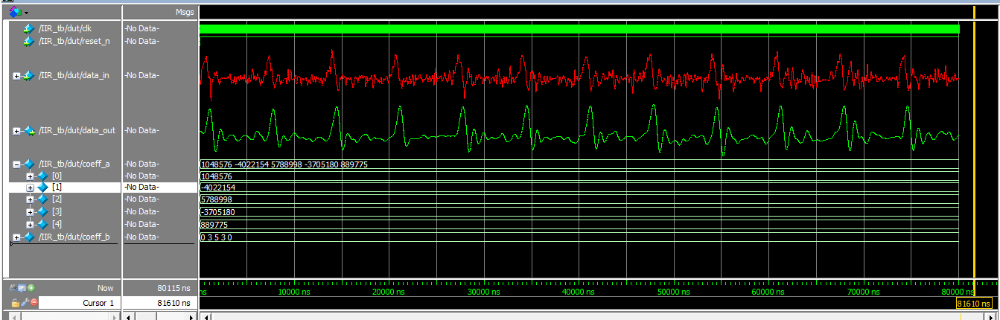 Msgs
/IIR_tb/dut/clk -No Data-
/IIR_tb/dut/reset_n -No Data-
/IIR_tb/dut/data_in -No Data-
/IIR_tb/dut/data_out -No Data-
/IIR_tb/dut/coeff_a -No Data- 1048576 -4022154 5788998 -3705180 889775
[0] -No Data- 1048576
[1] -No Data- -4022154
[2] -No Data- 5788998
[3] -No Data- -3705180
[4] -No Data- 889775
/IIR_tb/dut/coeff_b -No Data- 0 3 5 3 0
Now 80115 ns ns 10000 ns 20000 ns 30000 ns 40000 ns 50000 ns 60000 ns 70000 ns 80000 ns
Cursor 1 81610 ns 81610 ns